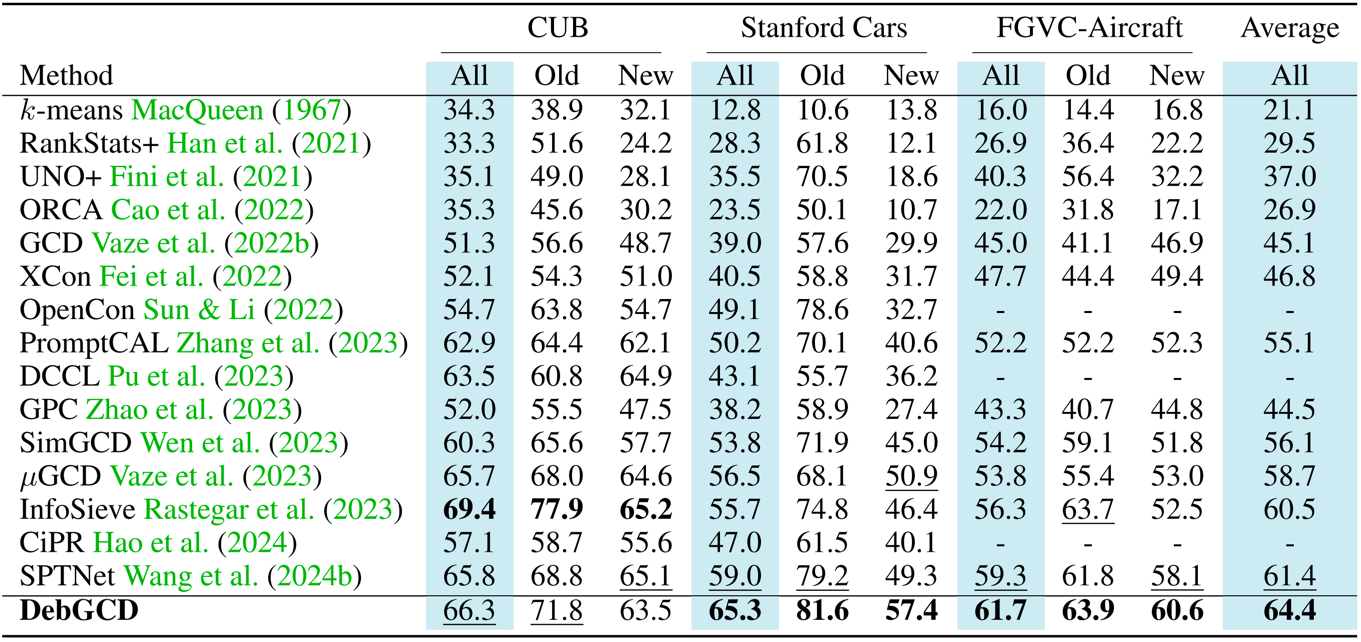 CUB Stanford Cars FGVC-Aircraft Average
Method All Old New All Old New All Old New All
k-means MacQueen (1967) 34.3 38.9 32.1 12.8 10.6 13.8 16.0 14.4 16.8 21.1
RankStats+ Han et al. (2021) 33.3 51.6 24.2 28.3 61.8 12.1 26.9 36.4 22.2 29.5
UNO+ Fini et al. (2021) 35.1 49.0 28.1 35.5 70.5 18.6 40.3 56.4 32.2 37.0
ORCA Cao et al. (2022) 35.3 45.6 30.2 23.5 50.1 10.7 22.0 31.8 17.1 26.9
GCD Vaze et al. (2022b) 51.3 56.6 48.7 39.0 57.6 29.9 45.0 41.1 46.9 45.1
XCon Fei et al. (2022) 52.1 54.3 51.0 40.5 58.8 31.7 47.7 44.4 49.4 46.8
OpenCon Sun & Li (2022) 54.7 63.8 54.7 49.1 78.6 32.7 - - - -
PromptCAL Zhang et al. (2023) 62.9 64.4 62.1 50.2 70.1 40.6 52.2 52.2 52.3 55.1
DCCL Pu et al. (2023) 63.5 60.8 64.9 43.1 55.7 36.2 - - - -
GPC Zhao et al. (2023) 52.0 55.5 47.5 38.2 58.9 27.4 43.3 40.7 44.8 44.5
SimGCD Wen et al. (2023) 60.3 65.6 57.7 53.8 71.9 45.0 54.2 59.1 51.8 56.1
μGCD Vaze et al. (2023) 65.7 68.0 64.6 56.5 68.1 50.9 53.8 55.4 53.0 58.7
InfoSieve Rastegar et al. (2023) 69.4 77.9 65.2 55.7 74.8 46.4 56.3 63.7 52.5 60.5
CiPR Hao et al. (2024) 57.1 58.7 55.6 47.0 61.5 40.1 - - - -
SPTNet Wang et al. (2024b) 65.8 68.8 65.1 59.0 79.2 49.3 59.3 61.8 58.1 61.4
DebGCD 66.3 71.8 63.5 65.3 81.6 57.4 61.7 63.9 60.6 64.4